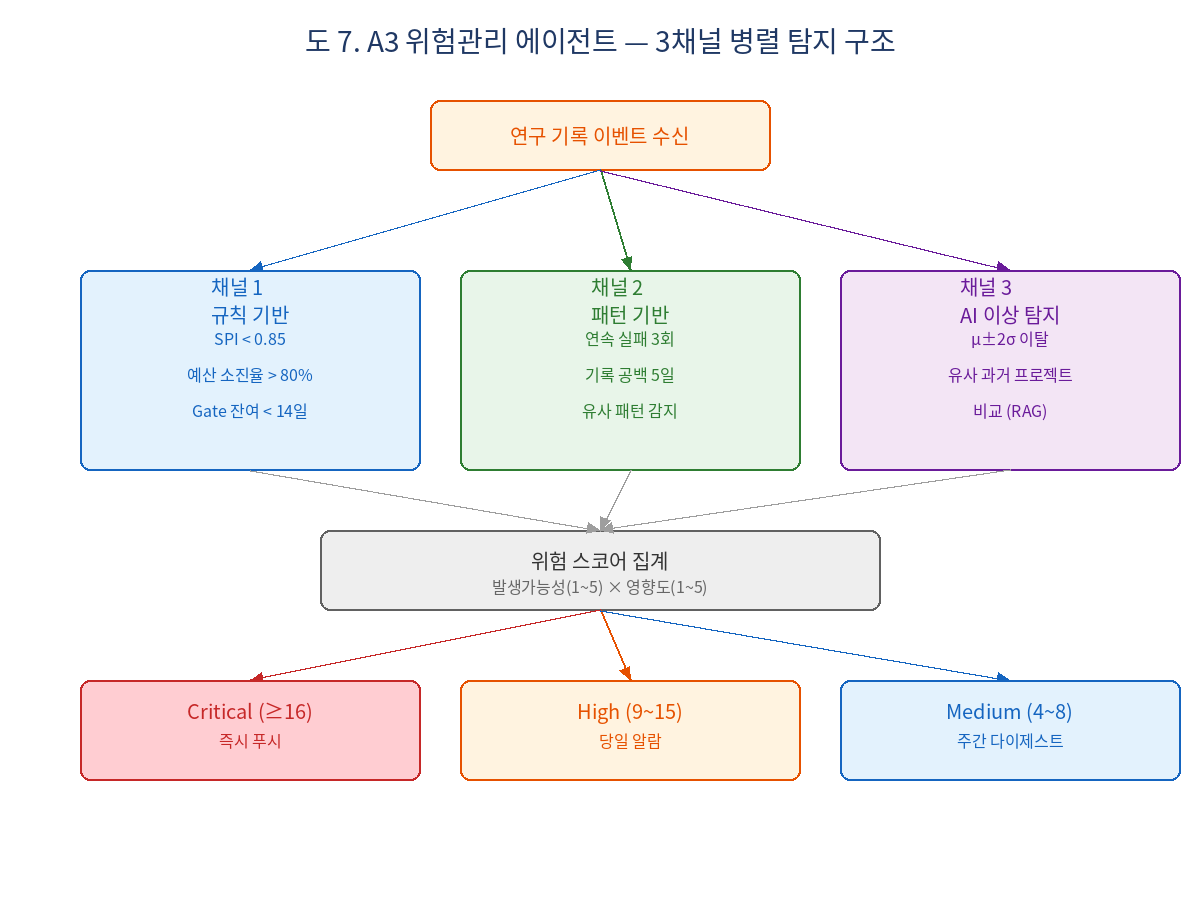 도 7. A3 위험관리 에이전트 — 3채널 병렬 탐지 구조
연구 기록 이벤트 수신
채널 1
규칙 기반
SPI < 0.85
예산 소진율 > 80%
Gate 잔여 < 14일
채널 2
패턴 기반
연속 실패 3회
기록 공백 5일
유사 패턴 감지
채널 3
AI 이상 탐지
μ±2σ 이탈
유사 과거 프로젝트
비교 (RAG)
위험 스코어 집계
발생가능성(1~5) × 영향도(1~5)
Critical (≥16)
즉시 푸시
High (9~15)
당일 알람
Medium (4~8)
주간 다이제스트